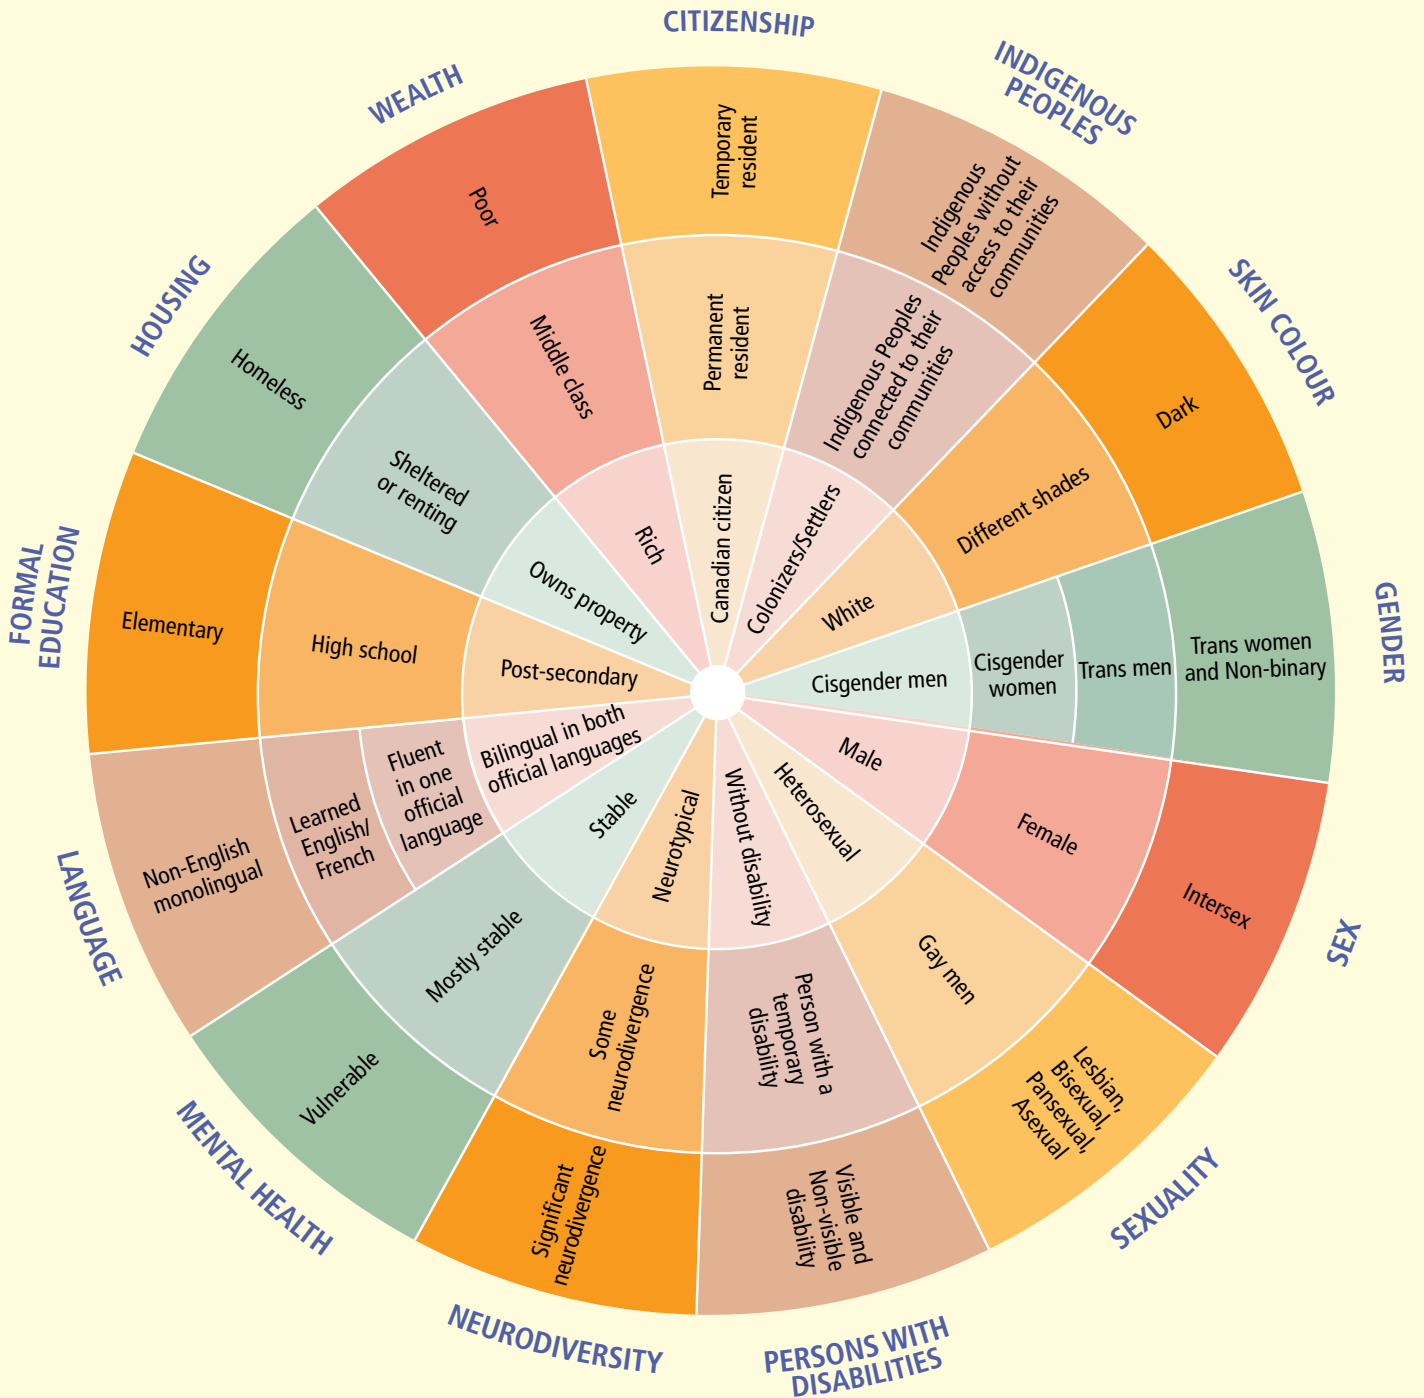 CITIZENSHIP
Temporary
resident
Permanent
resident
Canadian citizen
INDIGENOUS
PEOPLES
Indigenous
Peoples without
access to their
communities
Indigenous Peoples
connected to their
communities
Colonizers/Settlers
SKIN COLOUR
Dark
Different shades
White
GENDER
Trans women
and Non-binary
Trans men
Cisgender
women
Cisgender men
SEX
Intersex
Female
Male
SEXUALITY
Lesbian,
Bisexual,
Pansexual,
Asexual
Gay men
Heterosexual
PERSONS WITH
DISABILITIES
Visible and
Non-visible
disability
Person with a
temporary
disability
Without disability
NEURODIVERSITY
Significant
neurodivergence
Some
neurodivergence
Neurotypical
MENTAL HEALTH
Vulnerable
Mostly stable
Stable
LANGUAGE
Non-English
monolingual
Learned
English/
French
Fluent
in one
official
language
Bilingual in both
official languages
FORMAL
EDUCATION
Elementary
High school
Post-secondary
HOUSING
Homeless
Sheltered
or renting
Owns property
WEALTH
Poor
Middle class
Rich